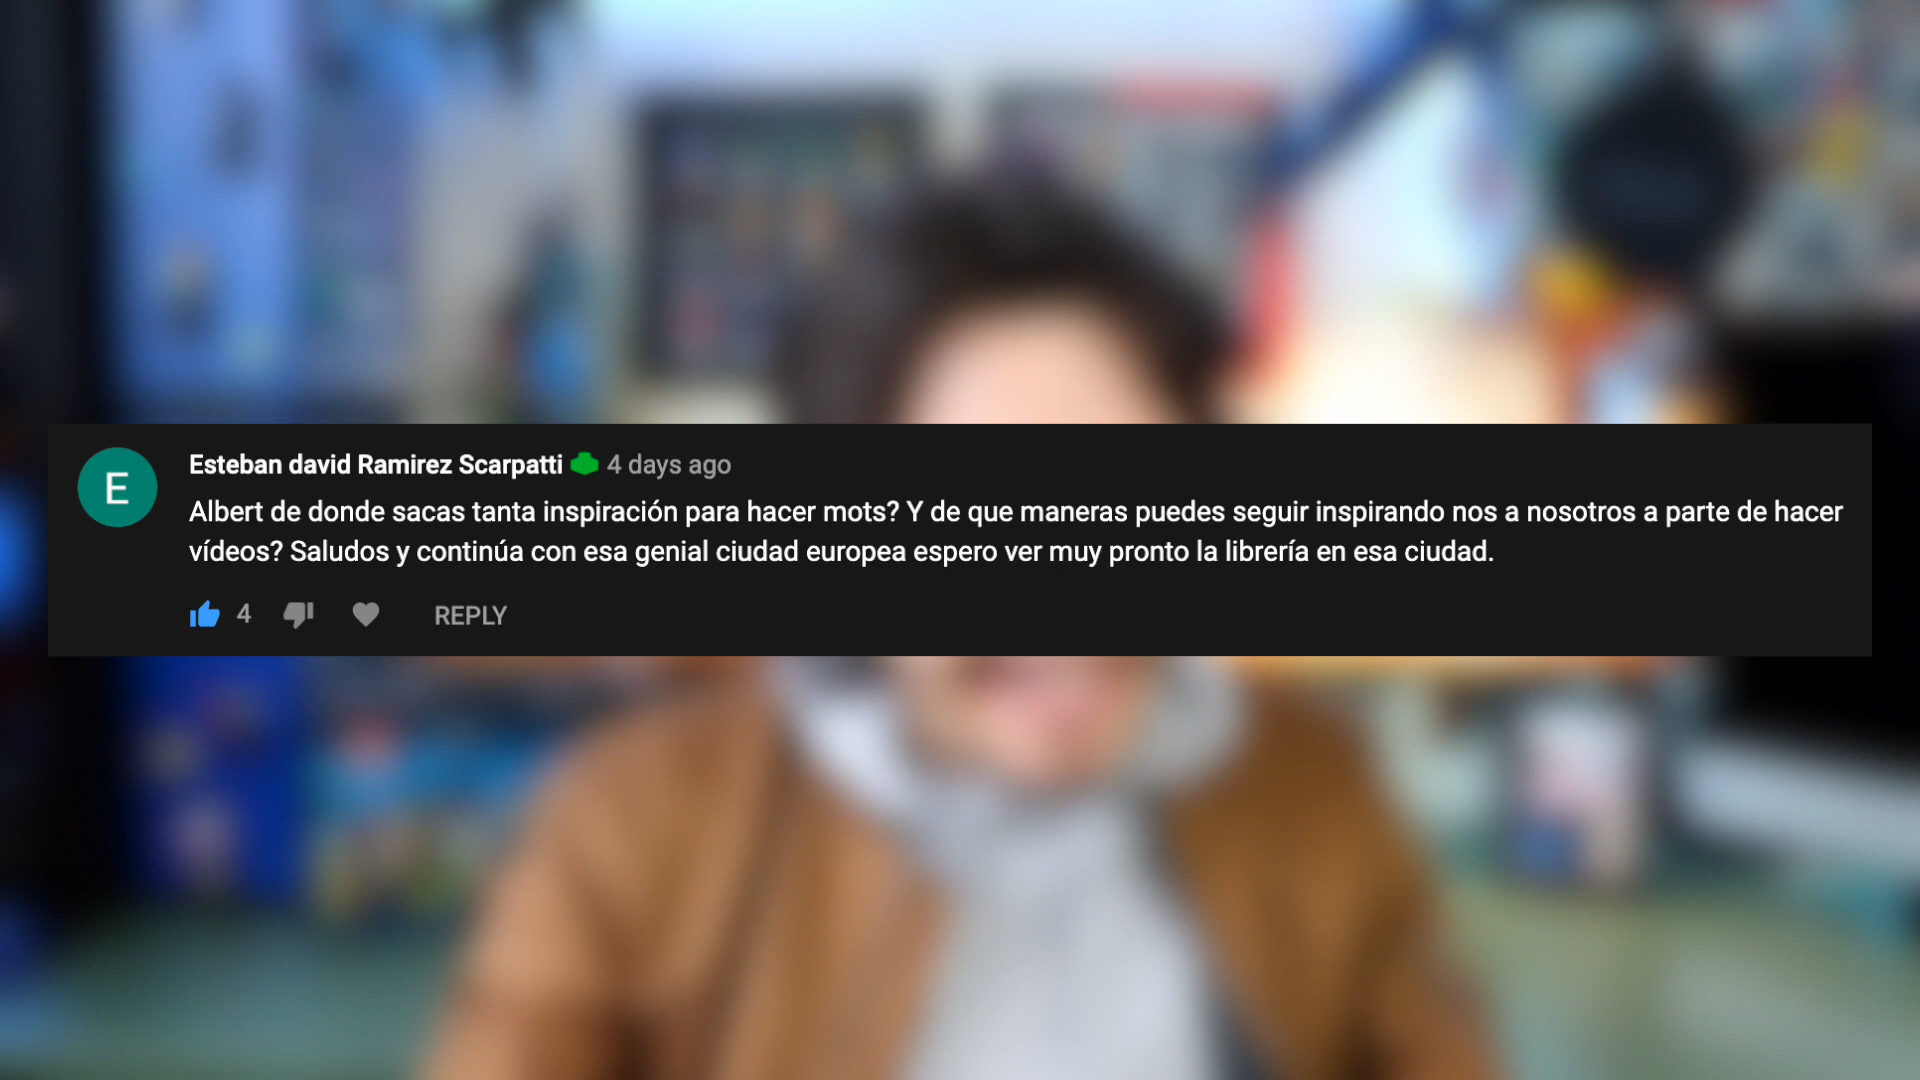 E
Esteban david Ramirez Scarpatti 4 days ago
Albert de donde sacas tanta inspiración para hacer mots? Y de que maneras puedes seguir inspirando nos a nosotros a parte de hacer
vídeos? Saludos y continúa con esa genial ciudad europea espero ver muy pronto la librería en esa ciudad.
4 REPLY